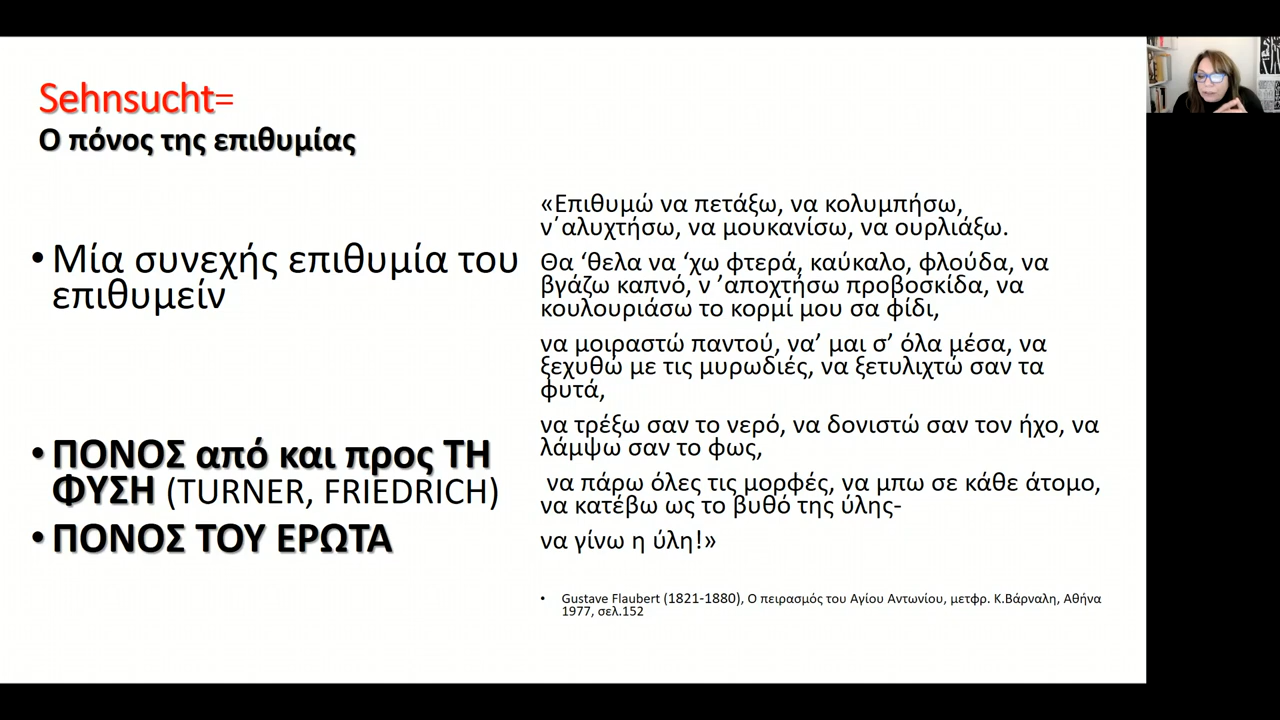 Sehnsucht=
Ο πόνος της επιθυμίας
• Μία συνεχής επιθυμία του
επιθυμείν
• ΠΟΝΟΣ από και προς ΤΗ
ΦΥΣΗ (TURNER, FRIEDRICH)
• ΠΟΝΟΣ ΤΟΥ ΕΡΩΤΑ
«Επιθυμώ να πετάξω, να κολυμπήσω,
ν΄αλυχτήσω, να μουκανίσω, να ουρλιάξω.
Θα ‘θελα να ‘χω φτερά, καύκαλο, φλούδα, να
βγάζω καπνό, ν ’αποχτήσω προβοσκίδα, να
κουλουριάσω το κορμί μου σα φίδι,
να μοιραστώ παντού, να’ μαι σ’ όλα μέσα, να
ξεχυθώ με τις μυρωδιές, να ξετυλιχτώ σαν τα
φυτά,
να τρέξω σαν το νερό, να δονιστώ σαν τον ήχο, να
λάμψω σαν το φως,
να πάρω όλες τις μορφές, να μπω σε κάθε άτομο,
να κατέβω ως το βυθό της ύλης-
να γίνω η ύλη!»
• Gustave Flaubert (1821-1880), Ο πειρασμός του Αγίου Αντωνίου, μετφρ. Κ.Βάρναλη, Αθήνα
1977, σελ.152